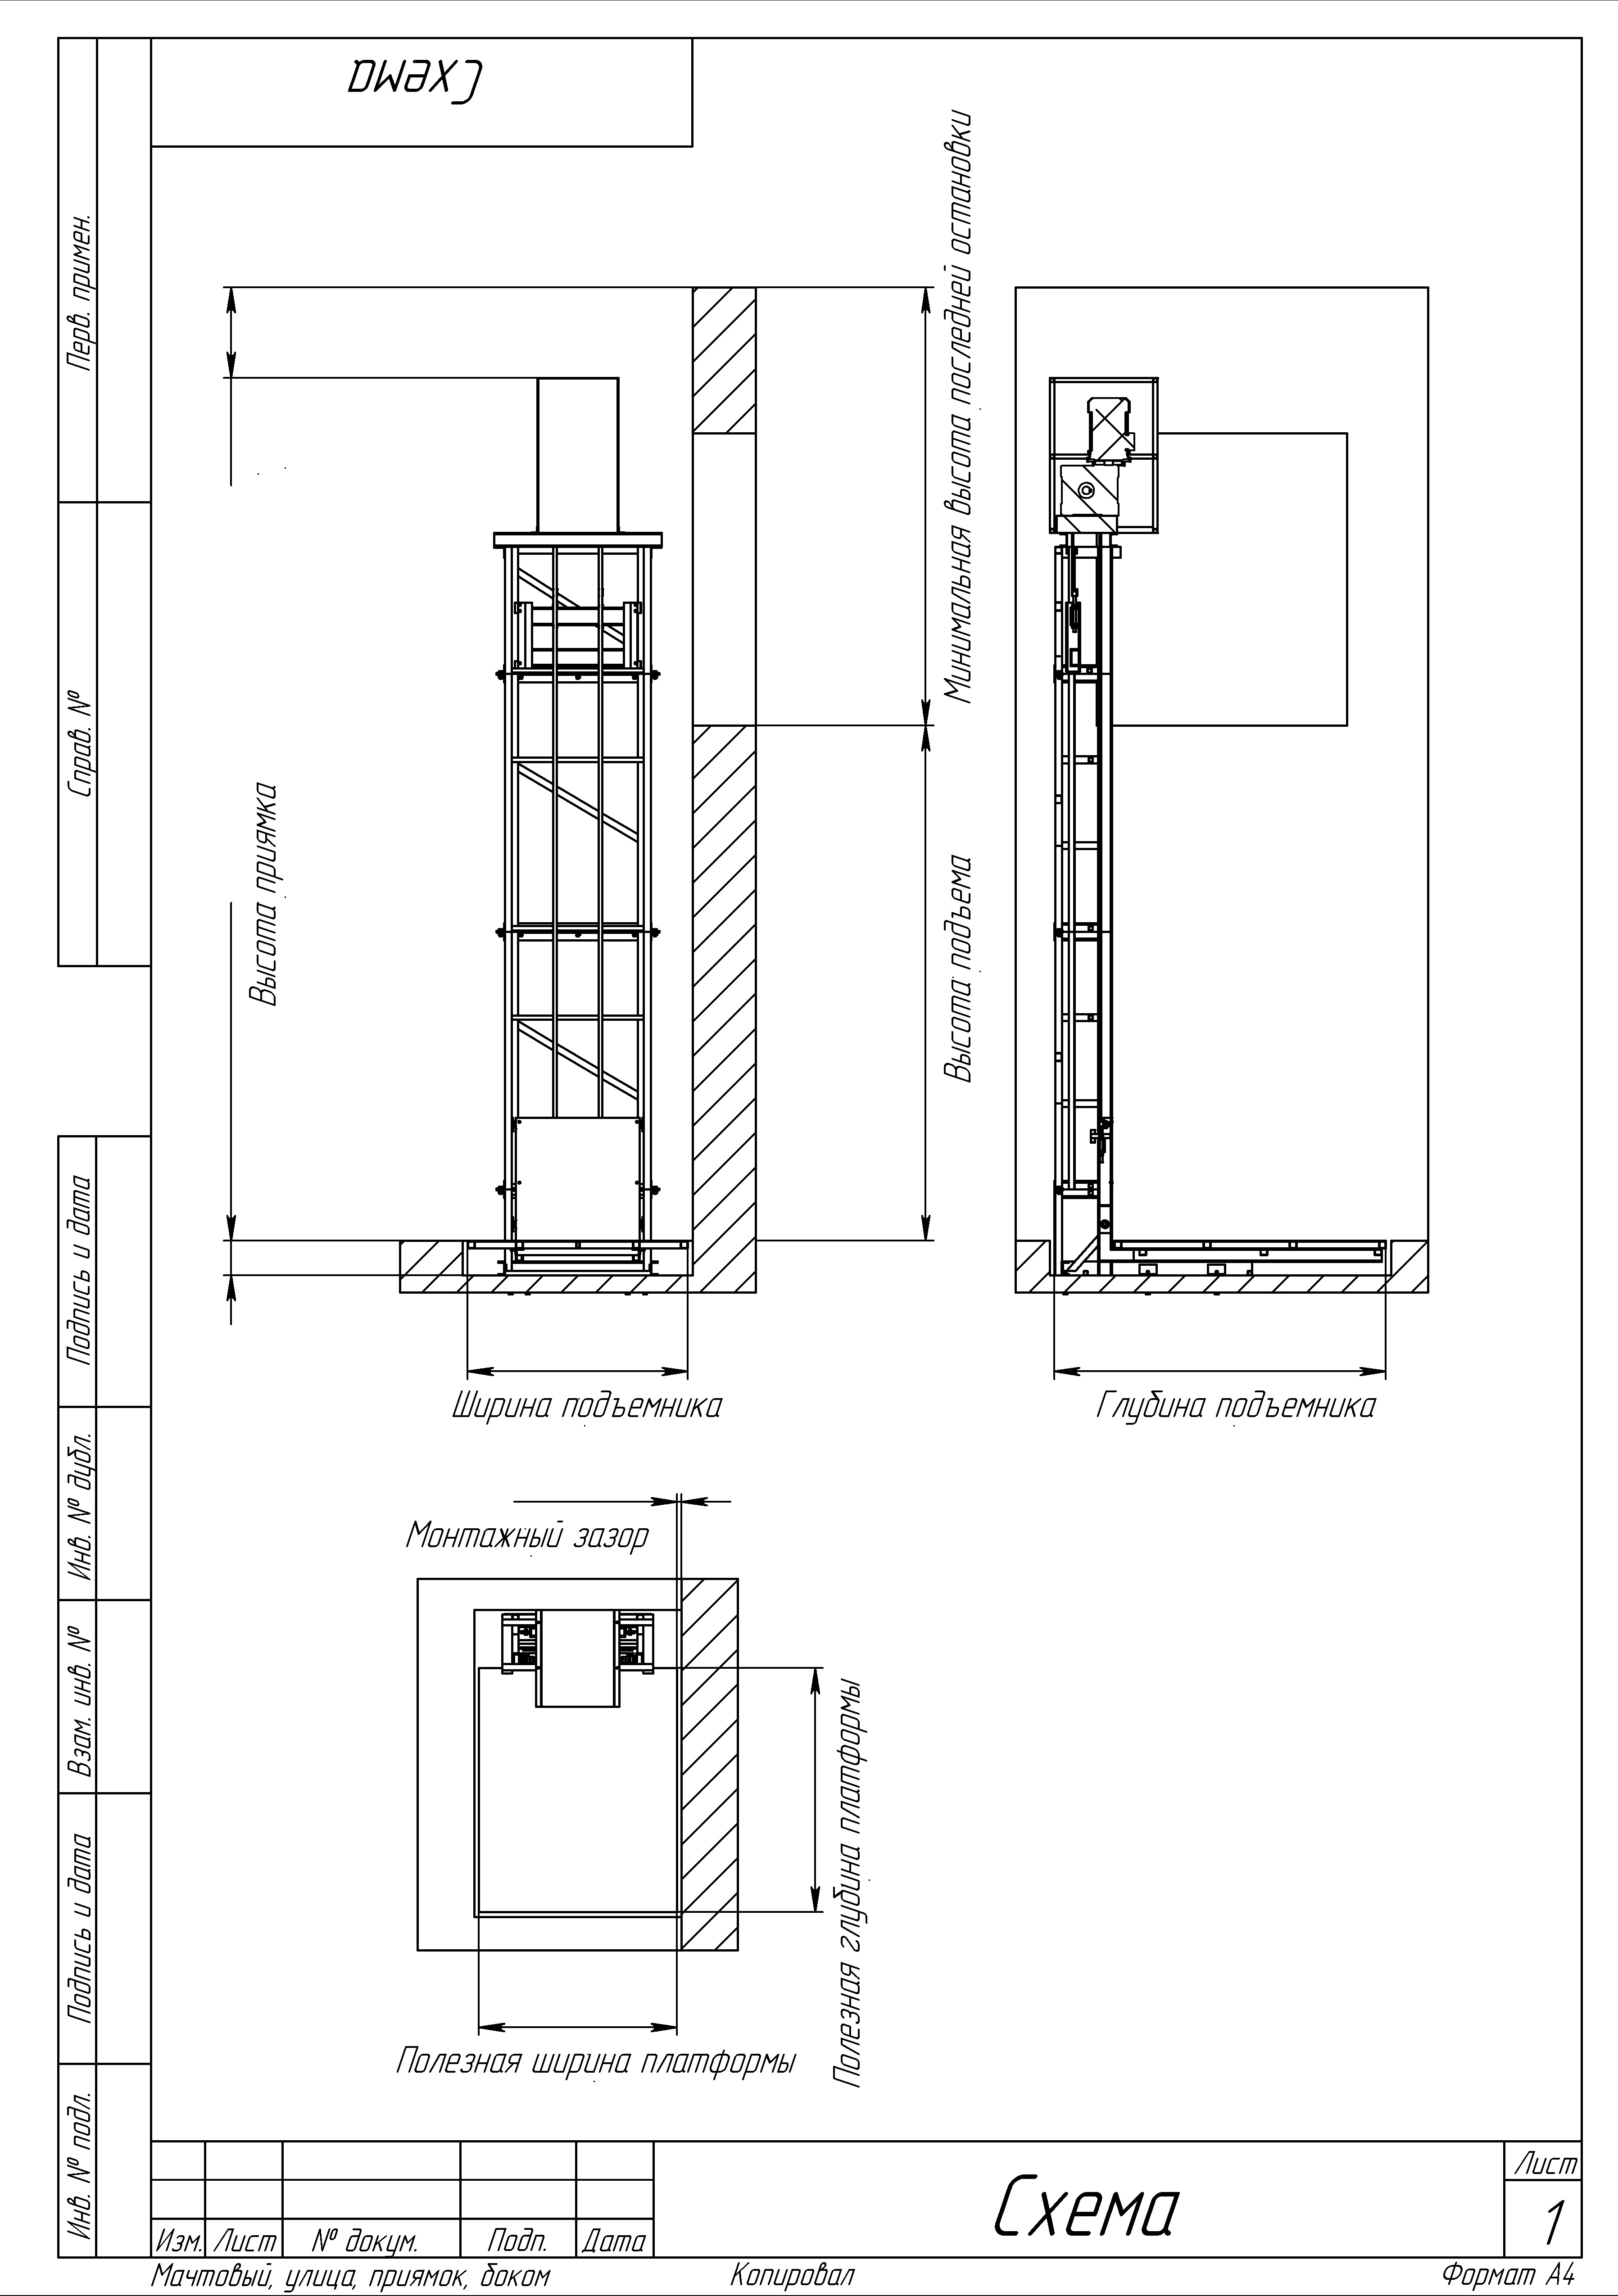 Схема
Перв. примен.
Справ. №
Минимальная высота последней остановки
Высота приямка
Высота подъема
Ширина подъемника
Глубина подъемника
Монтажный зазор
Полезная глубина платформы
Полезная ширина платформы
Подпись и дата
Инв. № дубл.
Взам. инв. №
Подпись и дата
Инв. № подл.
Схема
Лист
1
Изм. Лист № докум. Подп. Дата
Мачтовый, улица, приямок, боком Копировал Формат А4